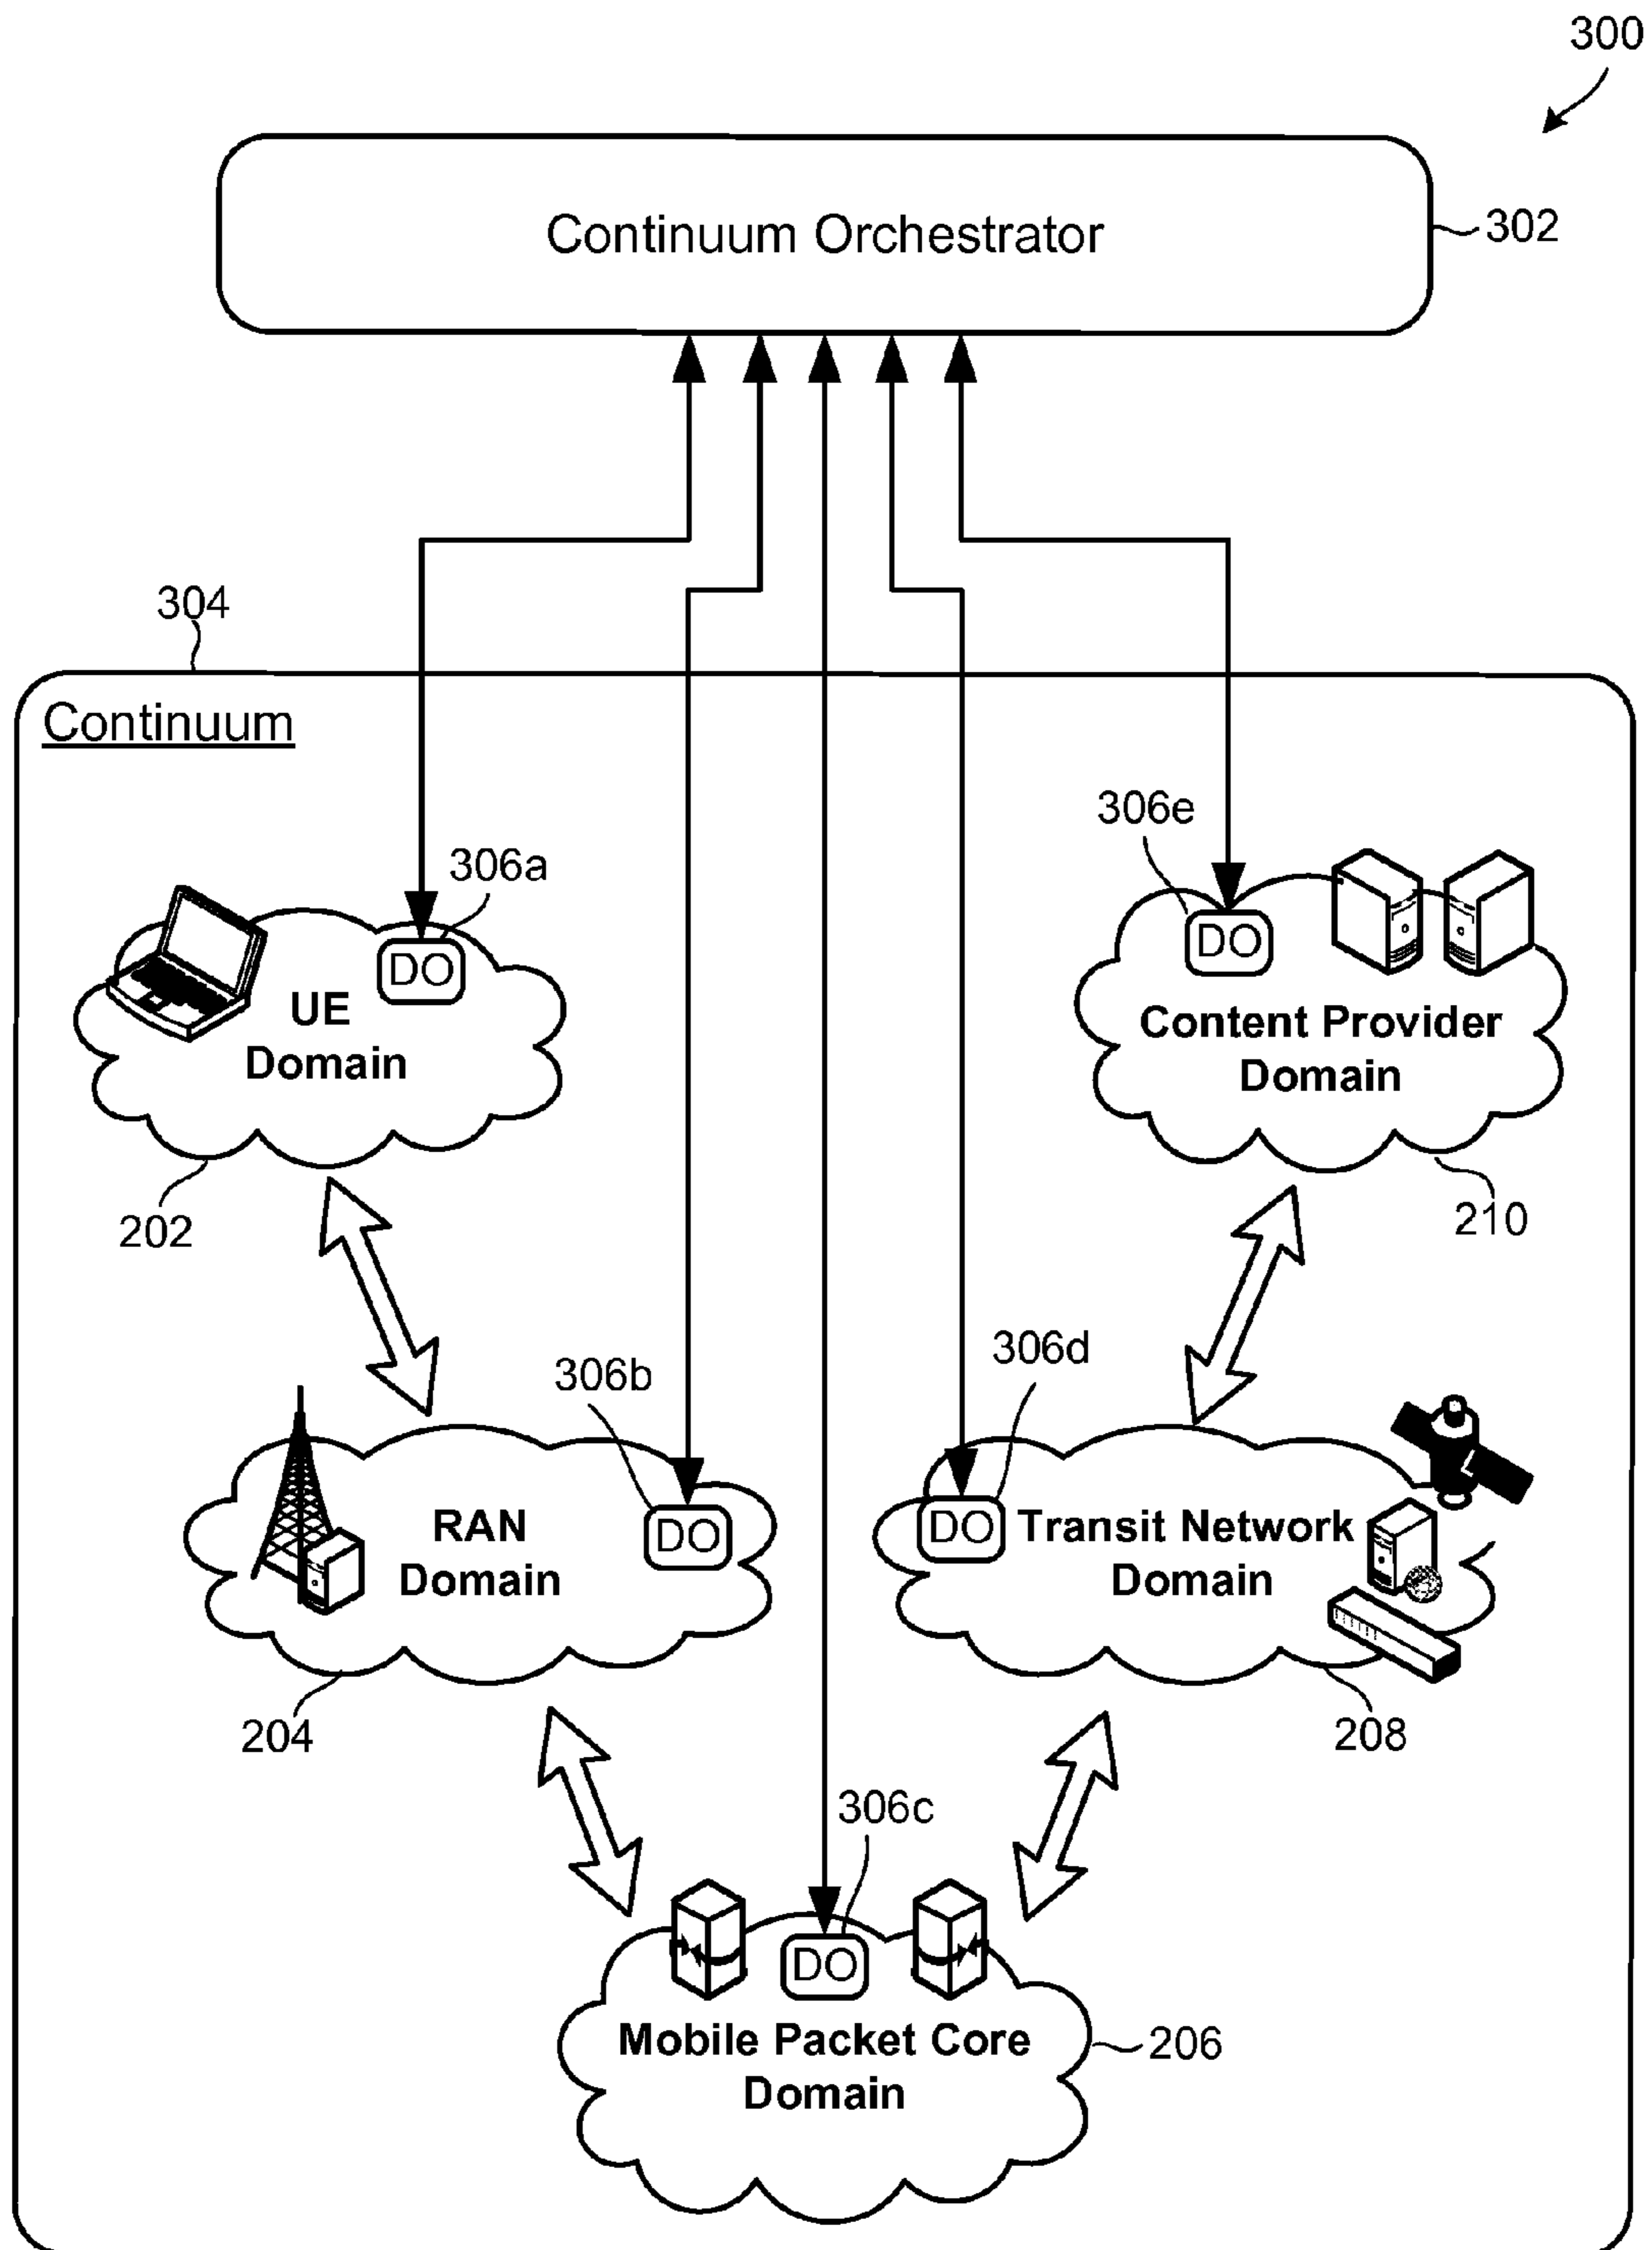 300
Continuum Orchestrator
302
304
Continuum
306e
306a
DO
DO
UE
Domain
Content Provider
Domain
202
210
306b
306d
DO
RAN
Domain
DO
Transit Network
Domain
204
208
306c
DO
Mobile Packet Core
Domain
206